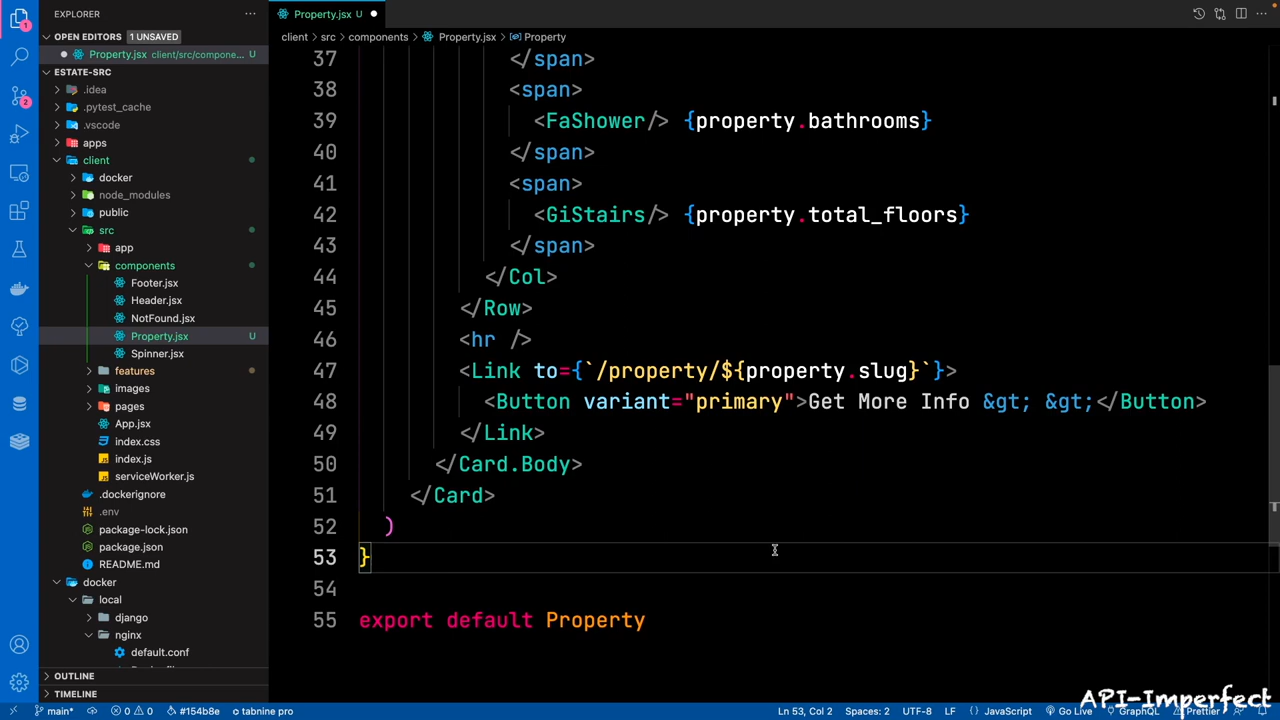 EXPLORER
OPEN EDITORS 1 UNSAVED
Property.jsx client/src/compone... U
ESTATE-SRC
.idea
.pytest_cache
.vscode
apps
client
docker
node_modules
public
src
app
components
Footer.jsx
Header.jsx
NotFound.jsx
Property.jsx U
Spinner.jsx
features
images
pages
App.jsx
index.css
index.js
serviceWorker.js
.dockerignore
.env
package-lock.json
package.json
README.md
docker
local
django
nginx
default.conf
OUTLINE
TIMELINE
1
2
Property.jsx U
client > src > components > Property.jsx > Property
37 </span>
38 <span>
39 <FaShower/> {property.bathrooms}
40 </span>
41 <span>
42 <GiStairs/> {property.total_floors}
43 </span>
44 </Col>
45 </Row>
46 <hr />
47 <Link to={`/property/${property.slug}`}>
48 <Button variant="primary">Get More Info &gt; &gt;</Button>
49 </Link>
50 </Card.Body>
51 </Card>
52 )
53 }
54
55 export default Property
API-Imperfect
main* 0 0 #154b8e tabnine pro Ln 53, Col 2 Spaces: 2 UTF-8 LF JavaScript Go Live GraphQL Prettier